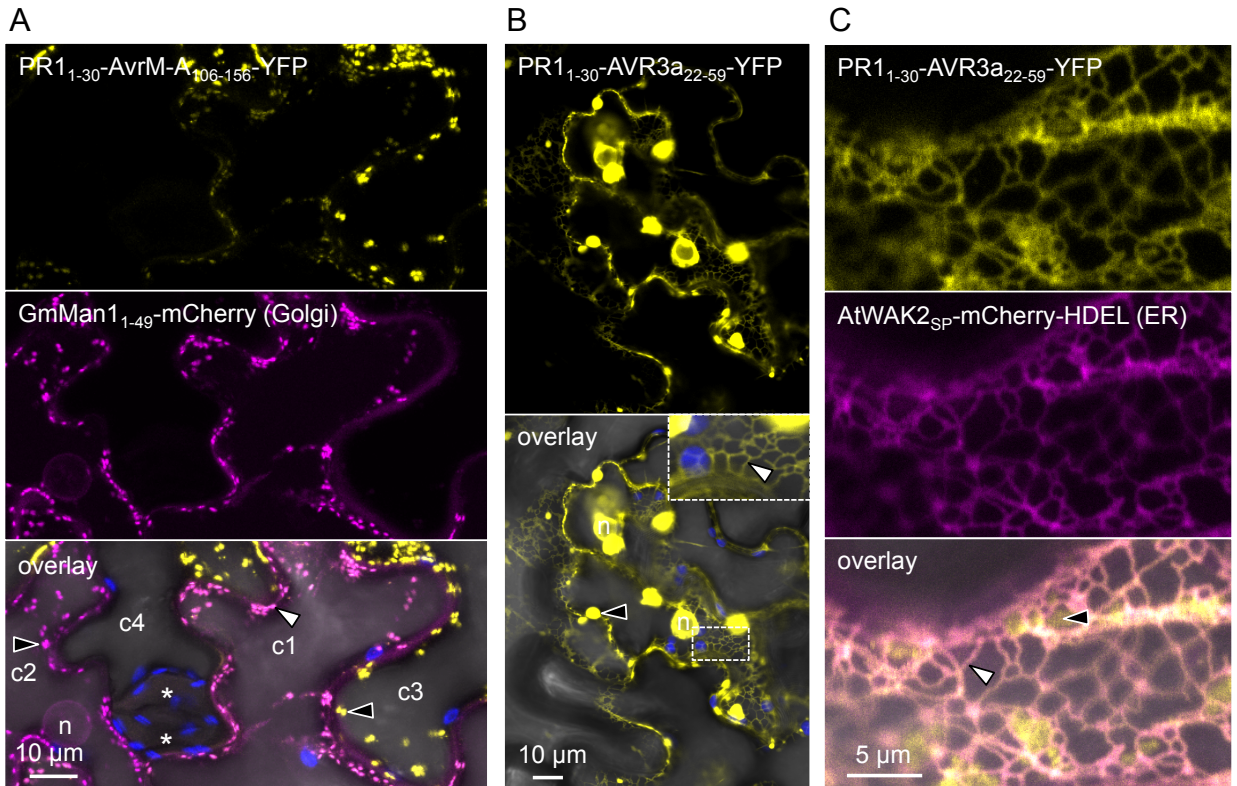 A
PR1₁₋₃₀-AvrM-A₁₀₆₋₁₅₆-YFP
GmMan1₁₋₄₉-mCherry (Golgi)
overlay
c4
c1
c2
c3
*
n
*
10 µm
B
PR1₁₋₃₀-AVR3a₂₂₋₅₉-YFP
overlay
n
n
10 µm
C
PR1₁₋₃₀-AVR3a₂₂₋₅₉-YFP
AtWAK2SP-mCherry-HDEL (ER)
overlay
5 µm